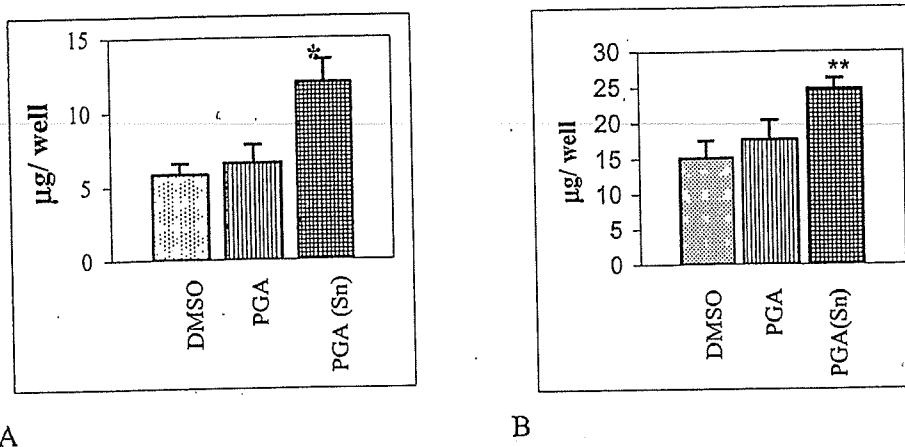 15
10
5
0
µg/ well
*
DMSO
PGA
PGA (Sn)
A
30
25
20
15
10
5
0
µg/ well
**
DMSO
PGA
PGA(Sn)
B